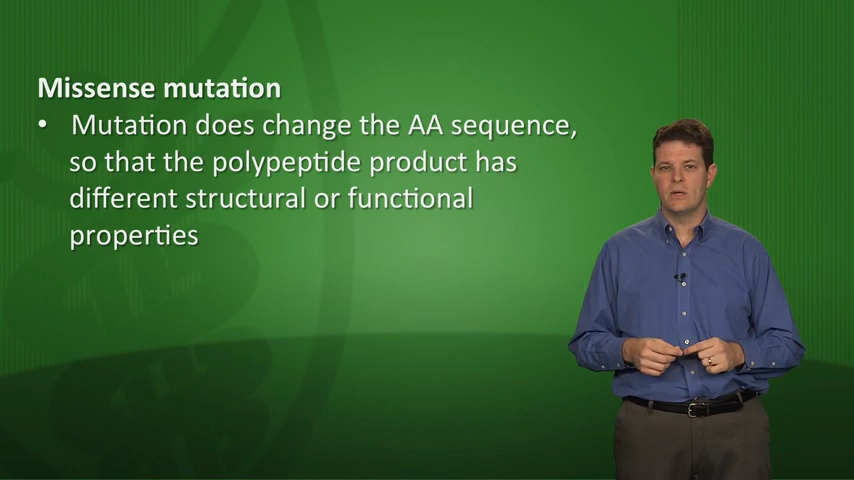 Missense mutation
• Mutation does change the AA sequence,
so that the polypeptide product has
different structural or functional
properties